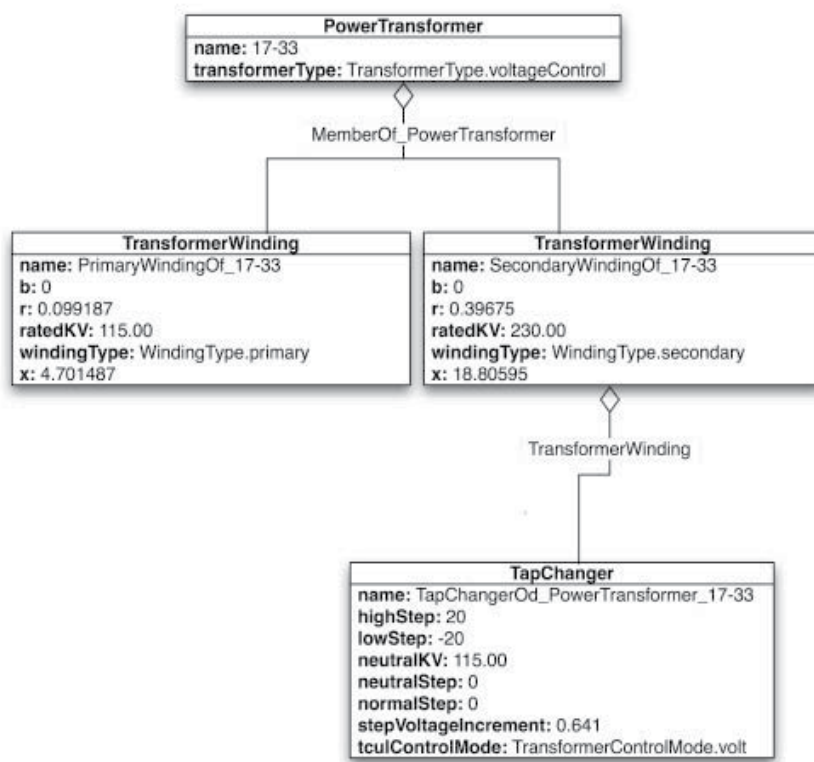 PowerTransformer
name: 17-33
transformerType: TransformerType.voltageControl
MemberOf_PowerTransformer
TransformerWinding
name: PrimaryWindingOf_17-33
b: 0
r: 0.099187
ratedKV: 115.00
windingType: WindingType.primary
x: 4.701487
TransformerWinding
name: SecondaryWindingOf_17-33
b: 0
r: 0.39675
ratedKV: 230.00
windingType: WindingType.secondary
x: 18.80595
TransformerWinding
TapChanger
name: TapChangerOd_PowerTransformer_17-33
highStep: 20
lowStep: -20
neutralKV: 115.00
neutralStep: 0
normalStep: 0
stepVoltageIncrement: 0.641
tculControlMode: TransformerControlMode.volt